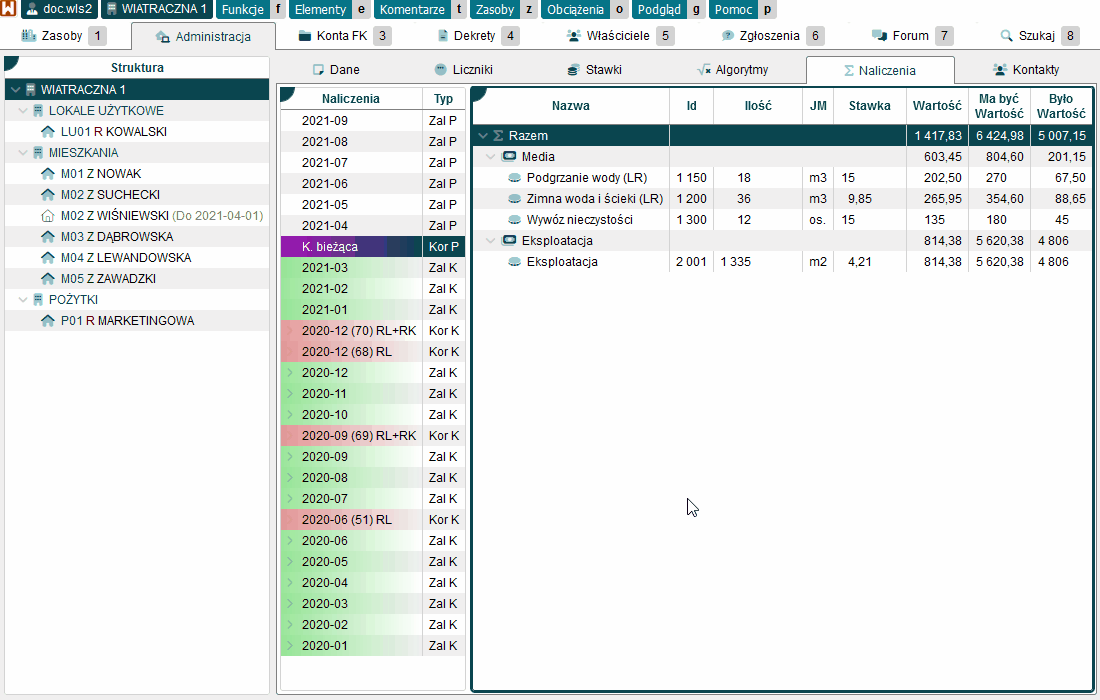 W doc.wls2 WIATRACZNA 1 Funkcje f Elementy e Komentarze t Zasoby z Obciążenia o Podgląd g Pomoc p
Zasoby 1 Administracja Konta FK 3 Dekrety 4 Właściciele 5 Zgłoszenia 6 Forum 7 Szukaj 8
Struktura
WIATRACZNA 1
LOKALE UŻYTKOWE
LU01 R KOWALSKI
MIESZKANIA
M01 Z NOWAK
M02 Z SUCHECKI
M02 Z WIŚNIEWSKI (Do 2021-04-01)
M03 Z DĄBROWSKA
M04 Z LEWANDOWSKA
M05 Z ZAWADZKI
POŻYTKI
P01 R MARKETINGOWA
Dane Liczniki Stawki Algorytmy Naliczenia Kontakty
Naliczenia Typ
2021-09 Zal P
2021-08 Zal P
2021-07 Zal P
2021-06 Zal P
2021-05 Zal P
2021-04 Zal P
K. bieżąca Kor P
2021-03 Zal K
2021-02 Zal K
2021-01 Zal K
2020-12 (70) RL+RK Kor K
2020-12 (68) RL Kor K
2020-12 Zal K
2020-11 Zal K
2020-10 Zal K
2020-09 (69) RL+RK Kor K
2020-09 Zal K
2020-08 Zal K
2020-07 Zal K
2020-06 (51) RL Kor K
2020-06 Zal K
2020-05 Zal K
2020-04 Zal K
2020-03 Zal K
2020-02 Zal K
2020-01 Zal K
Nazwa Id Ilość JM Stawka Wartość Ma być Wartość Było Wartość
Σ Razem 1 417,83 6 424,98 5 007,15
Media 603,45 804,60 201,15
Podgrzanie wody (LR) 1 150 18 m3 15 202,50 270 67,50
Zimna woda i ścieki (LR) 1 200 36 m3 9,85 265,95 354,60 88,65
Wywóz nieczystości 1 300 12 os. 15 135 180 45
Eksploatacja 814,38 5 620,38 4 806
Eksploatacja 2 001 1 335 m2 4,21 814,38 5 620,38 4 806